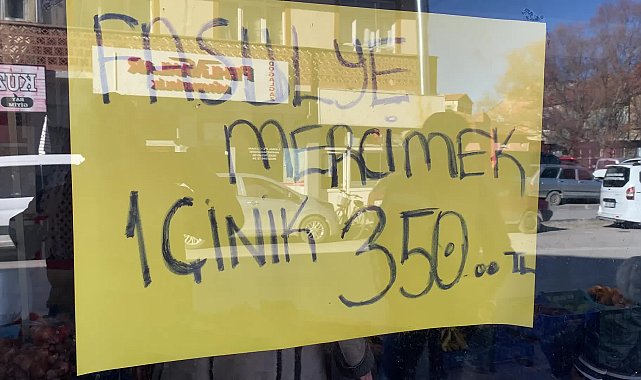 FASULYE
MERCİMEK
1 ÇİNİK 350.00 TL